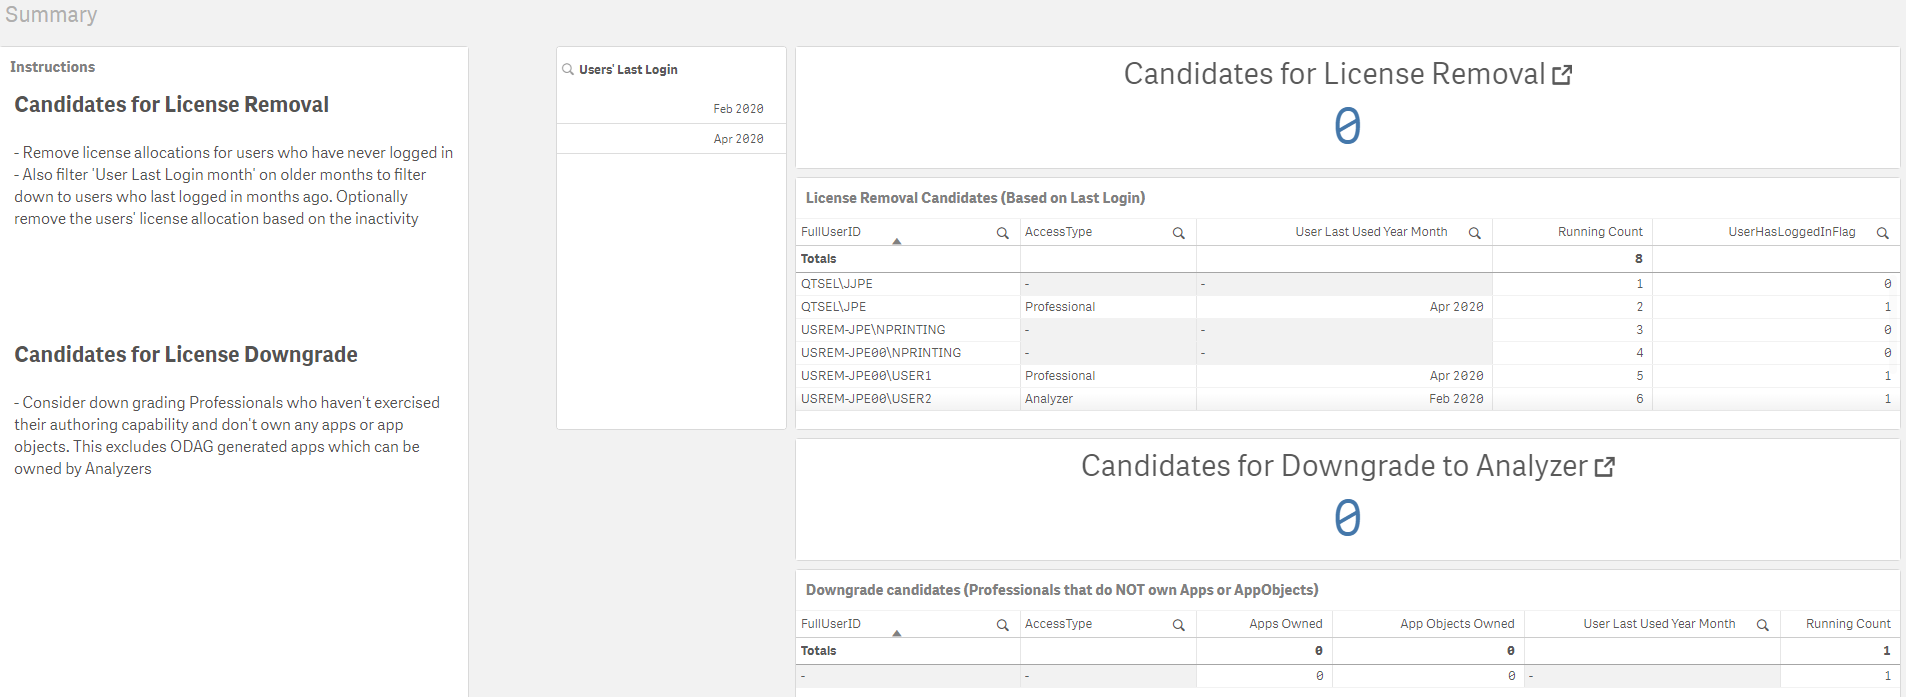 Summary
Instructions
Candidates for License Removal
- Remove license allocations for users who have never logged in
- Also filter 'User Last Login month' on older months to filter
down to users who last logged in months ago. Optionally
remove the users' license allocation based on the inactivity
Candidates for License Downgrade
- Consider down grading Professionals who haven't exercised
their authoring capability and don't own any apps or app
objects. This excludes ODAG generated apps which can be
owned by Analyzers
Users' Last Login
Feb 2020
Apr 2020
Candidates for License Removal
0
License Removal Candidates (Based on Last Login)
FullUserID AccessType User Last Used Year Month Running Count UserHasLoggedInFlag
Totals 8
QTSEL\JJPE - - 1 0
QTSEL\JPE Professional Apr 2020 2 1
USREM-JPE\NPRINTING - - 3 0
USREM-JPE00\NPRINTING - - 4 0
USREM-JPE00\USER1 Professional Apr 2020 5 1
USREM-JPE00\USER2 Analyzer Feb 2020 6 1
Candidates for Downgrade to Analyzer
0
Downgrade candidates (Professionals that do NOT own Apps or AppObjects)
FullUserID AccessType Apps Owned App Objects Owned User Last Used Year Month Running Count
Totals 0 0 1
- - 0 0 - 1